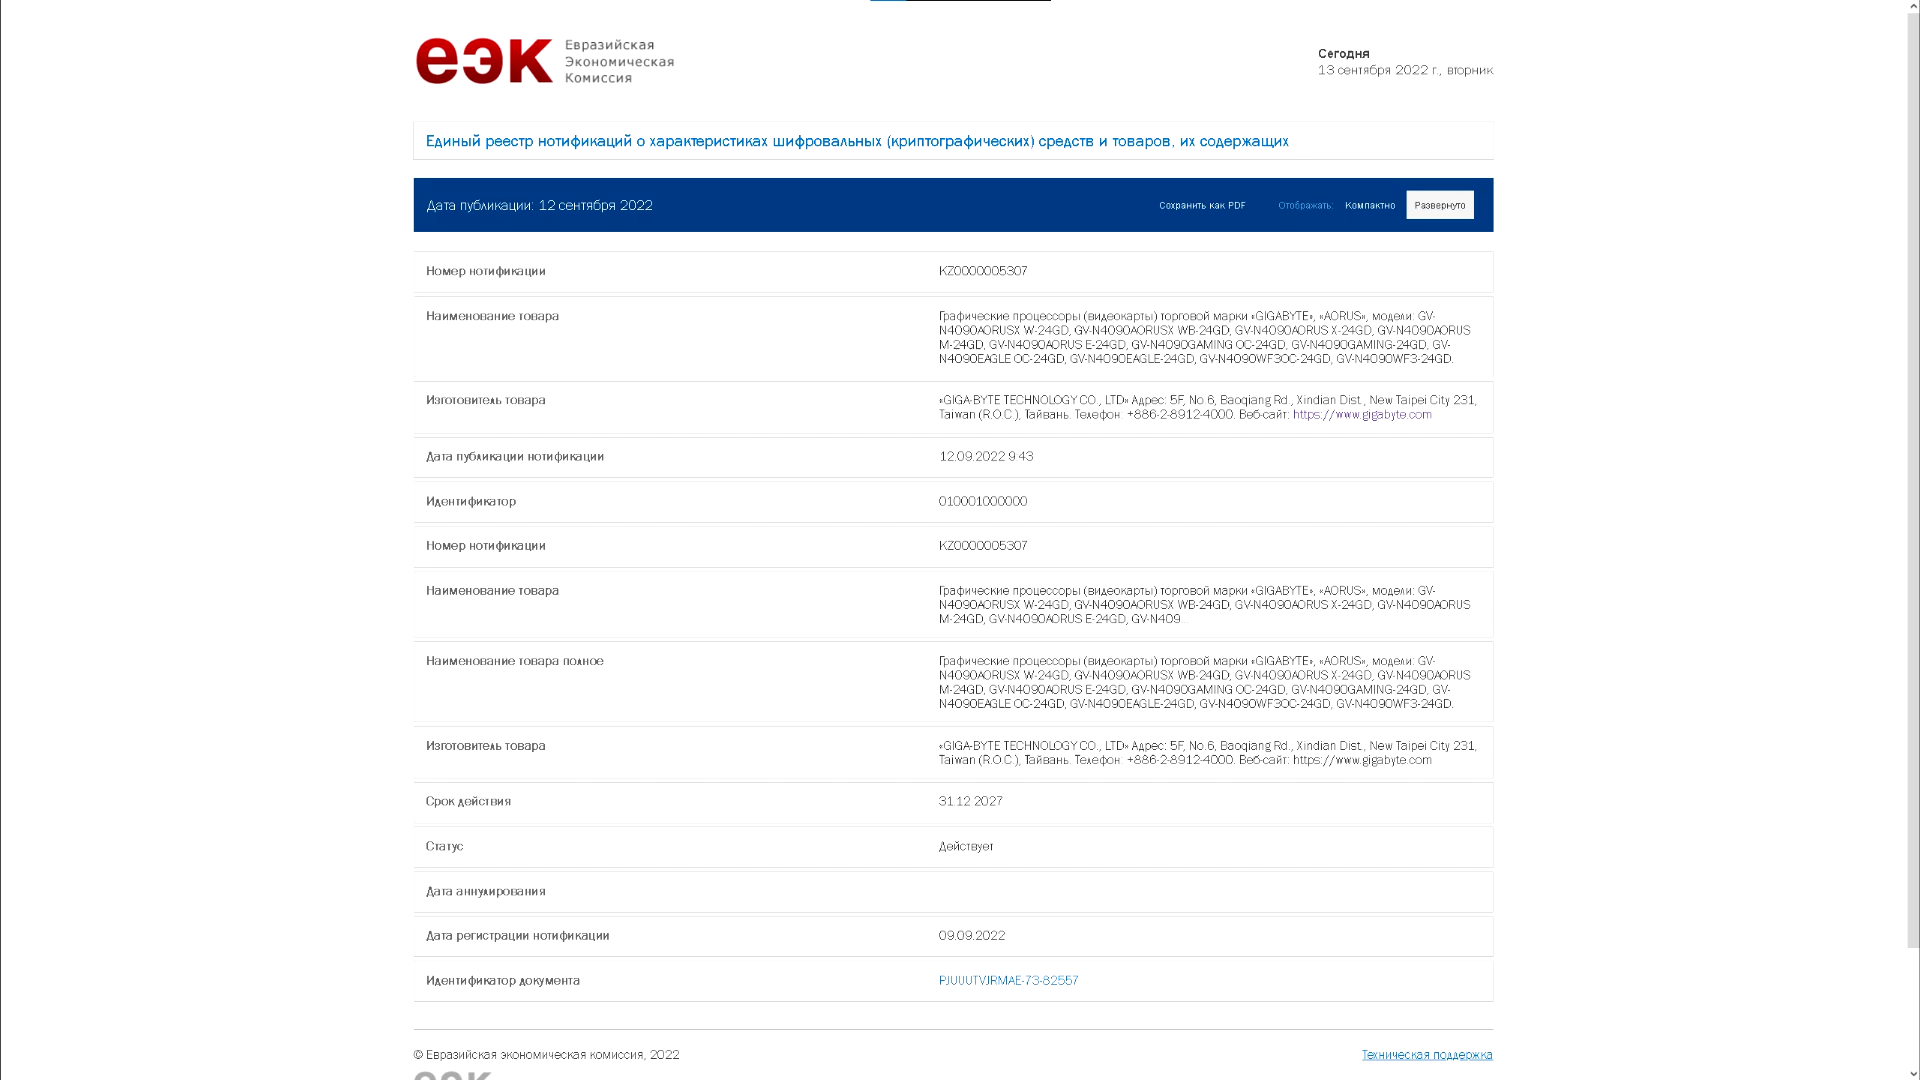 еэк
Евразийская
Экономическая
Комиссия
Сегодня
13 сентября 2022 г., вторник
Единый реестр нотификаций о характеристиках шифровальных (криптографических) средств и товаров, их содержащих
Дата публикации: 12 сентября 2022
Сохранить как PDF
Отображать:
Компактно
Развернуто
Номер нотификации
KZ0000005307
Наименование товара
Графические процессоры (видеокарты) торговой марки «GIGABYTE», «AORUS», модели: GV-
N4090AORUSX W-24GD, GV-N4090AORUSX WB-24GD, GV-N4090AORUS X-24GD, GV-N4090AORUS
M-24GD, GV-N4090AORUS E-24GD, GV-N4090GAMING OC-24GD, GV-N4090GAMING-24GD, GV-
N4090EAGLE OC-24GD, GV-N4090EAGLE-24GD, GV-N4090WF3OC-24GD, GV-N4090WF3-24GD.
Изготовитель товара
«GIGA-BYTE TECHNOLOGY CO., LTD» Адрес: 5F, No.6, Baoqiang Rd., Xindian Dist., New Taipei City 231,
Taiwan (R.O.C.), Тайвань. Телефон: +886-2-8912-4000. Веб-сайт: https://www.gigabyte.com
Дата публикации нотификации
12.09.2022 9:43
Идентификатор
010001000000
Номер нотификации
KZ0000005307
Наименование товара
Графические процессоры (видеокарты) торговой марки «GIGABYTE», «AORUS», модели: GV-
N4090AORUSX W-24GD, GV-N4090AORUSX WB-24GD, GV-N4090AORUS X-24GD, GV-N4090AORUS
M-24GD, GV-N4090AORUS E-24GD, GV-N409...
Наименование товара полное
Графические процессоры (видеокарты) торговой марки «GIGABYTE», «AORUS», модели: GV-
N4090AORUSX W-24GD, GV-N4090AORUSX WB-24GD, GV-N4090AORUS X-24GD, GV-N4090AORUS
M-24GD, GV-N4090AORUS E-24GD, GV-N4090GAMING OC-24GD, GV-N4090GAMING-24GD, GV-
N4090EAGLE OC-24GD, GV-N4090EAGLE-24GD, GV-N4090WF3OC-24GD, GV-N4090WF3-24GD.
Изготовитель товара
«GIGA-BYTE TECHNOLOGY CO., LTD» Адрес: 5F, No.6, Baoqiang Rd., Xindian Dist., New Taipei City 231,
Taiwan (R.O.C.), Тайвань. Телефон: +886-2-8912-4000. Веб-сайт: https://www.gigabyte.com
Срок действия
31.12.2027
Статус
Действует
Дата аннулирования
Дата регистрации нотификации
09.09.2022
Идентификатор документа
PJUUUTVJRMAE-73-82557
© Евразийская экономическая комиссия, 2022
Техническая поддержка
еэк